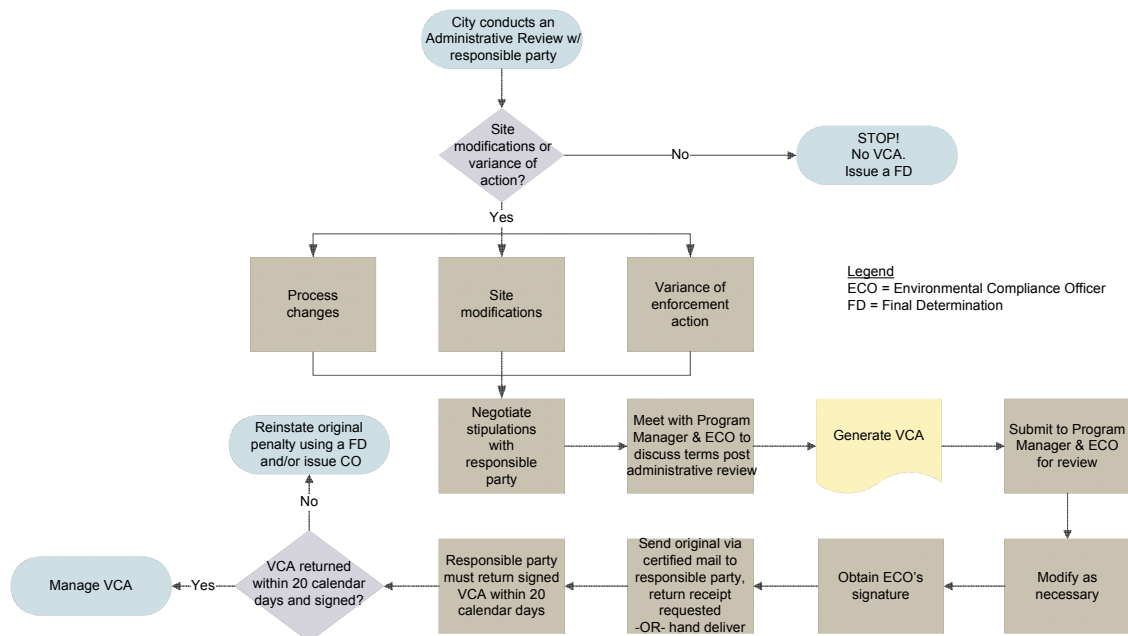 City conducts an
Administrative Review w/
responsible party
Site
modifications or
variance of
action?
No
STOP!
No VCA.
Issue a FD
Yes
Process
changes
Site
modifications
Variance of
enforcement
action
Legend
ECO = Environmental Compliance Officer
FD = Final Determination
Negotiate
stipulations
with
responsible
party
Meet with Program
Manager & ECO to
discuss terms post
administrative review
Generate VCA
Submit to Program
Manager & ECO
for review
Reinstate original
penalty using a FD
and/or issue CO
No
Manage VCA
Yes
VCA returned
within 20 calendar
days and signed?
Responsible party
must return signed
VCA within 20
calendar days
Send original via
certified mail to
responsible party,
return receipt
requested
-OR- hand deliver
Obtain ECO's
signature
Modify as
necessary